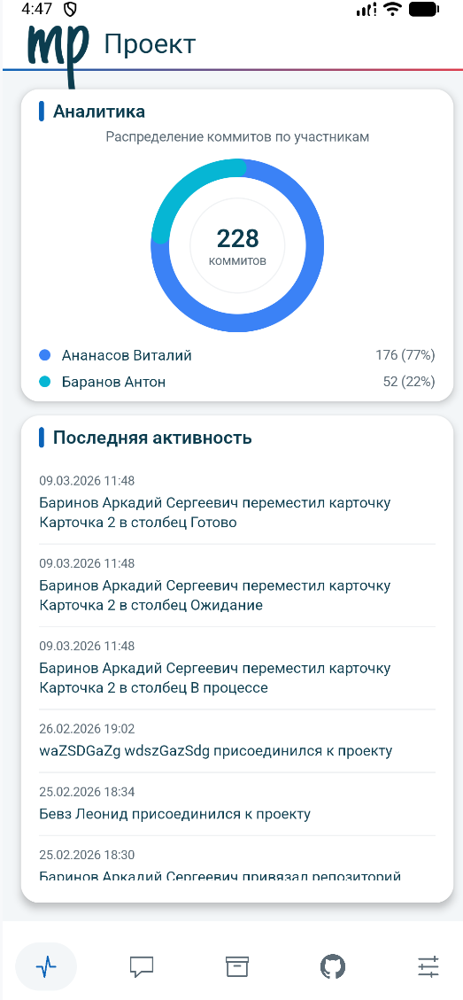 4:47
mp Проект
Аналитика
Распределение коммитов по участникам
228
коммитов
Ананасов Виталий 176 (77%)
Баранов Антон 52 (22%)
Последняя активность
09.03.2026 11:48
Баринов Аркадий Сергеевич переместил карточку
Карточка 2 в столбец Готово
09.03.2026 11:48
Баринов Аркадий Сергеевич переместил карточку
Карточка 2 в столбец Ожидание
09.03.2026 11:48
Баринов Аркадий Сергеевич переместил карточку
Карточка 2 в столбец В процессе
26.02.2026 19:02
waZSDGaZg wdszGazSdg присоединился к проекту
25.02.2026 18:34
Бевз Леонид присоединился к проекту
25.02.2026 18:30
Баринов Аркадий Сергеевич привязал репозиторий